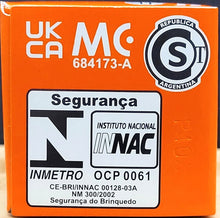 UK
CA
MC
684173-A
REPUBLICA
S
ARGENTINA
Segurança
INSTITUTO NACIONAL
INNAC
INMETRO
OCP 0061
CE-BRI/INNAC 00128-03A
NM 300/2002
Segurança do Brinquedo